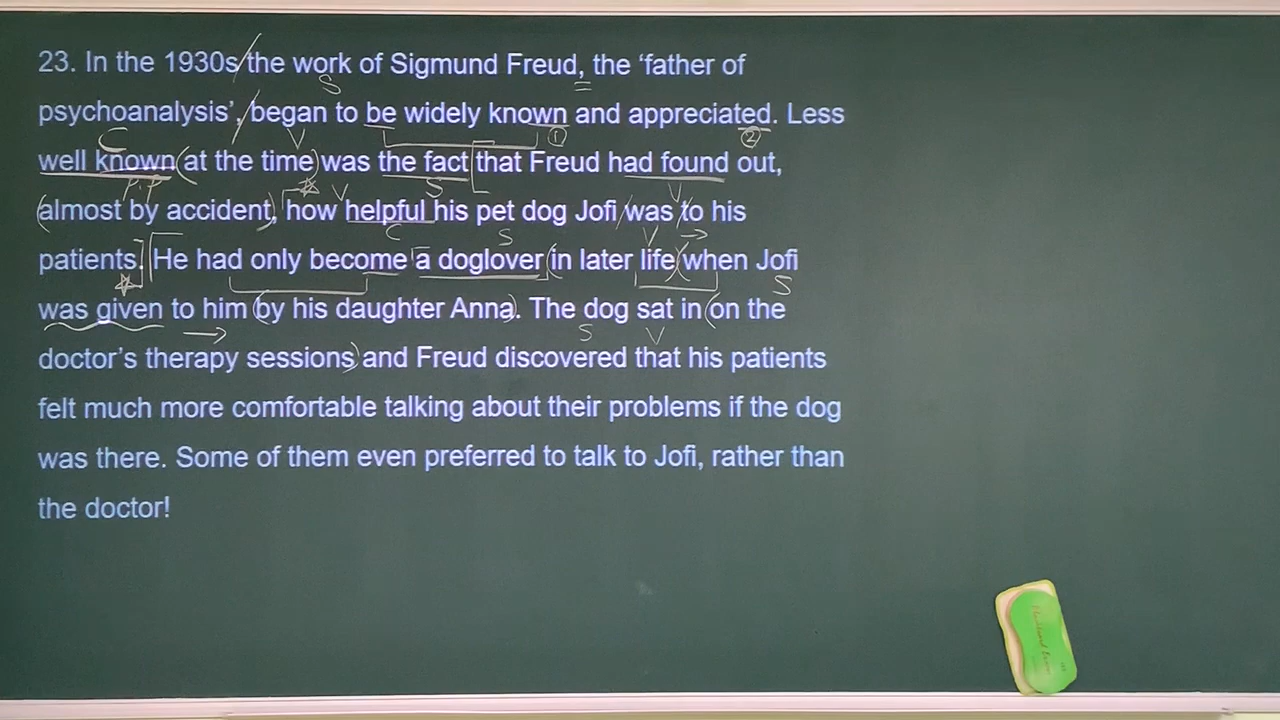 23. In the 1930s the work of Sigmund Freud, the ‘father of
psychoanalysis’, began to be widely known and appreciated. Less
well known at the time was the fact that Freud had found out,
almost by accident, how helpful his pet dog Jofi was to his
patients. He had only become a doglover in later life when Jofi
was given to him by his daughter Anna. The dog sat in on the
doctor’s therapy sessions and Freud discovered that his patients
felt much more comfortable talking about their problems if the dog
was there. Some of them even preferred to talk to Jofi, rather than
the doctor!